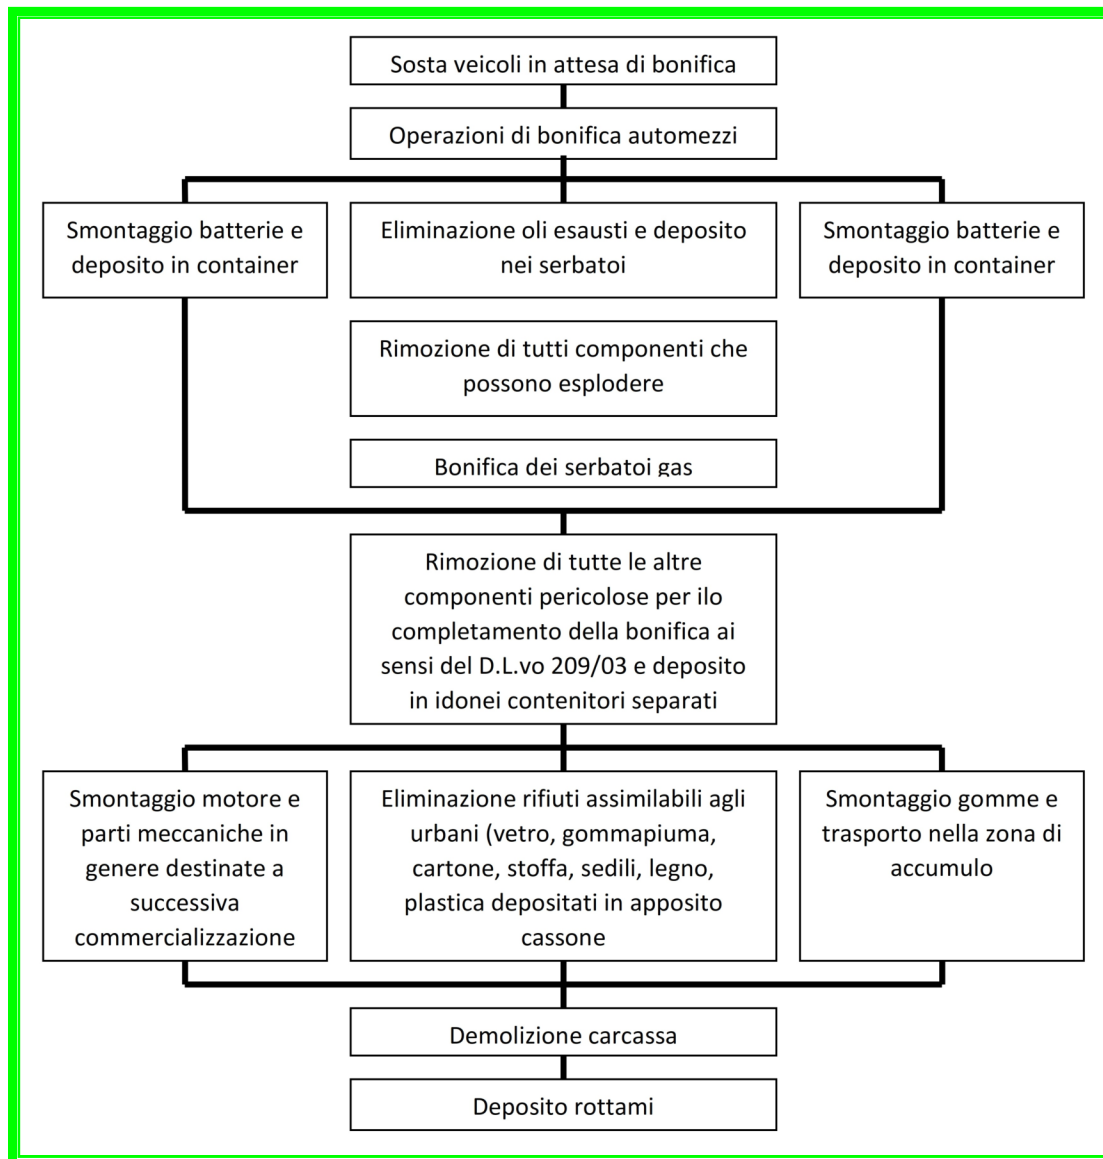 Sosta veicoli in attesa di bonifica
Operazioni di bonifica automezzi
Smontaggio batterie e
deposito in container
Eliminazione oli esausti e deposito
nei serbatoi
Smontaggio batterie e
deposito in container
Rimozione di tutti componenti che
possono esplodere
Bonifica dei serbatoi gas
Rimozione di tutte le altre
componenti pericolose per ilo
completamento della bonifica ai
sensi del D.L.vo 209/03 e deposito
in idonei contenitori separati
Smontaggio motore e
parti meccaniche in
genere destinate a
successiva
commercializzazione
Eliminazione rifiuti assimilabili agli
urbani (vetro, gommapiuma,
cartone, stoffa, sedili, legno,
plastica depositati in apposito
cassone
Smontaggio gomme e
trasporto nella zona di
accumulo
Demolizione carcassa
Deposito rottami